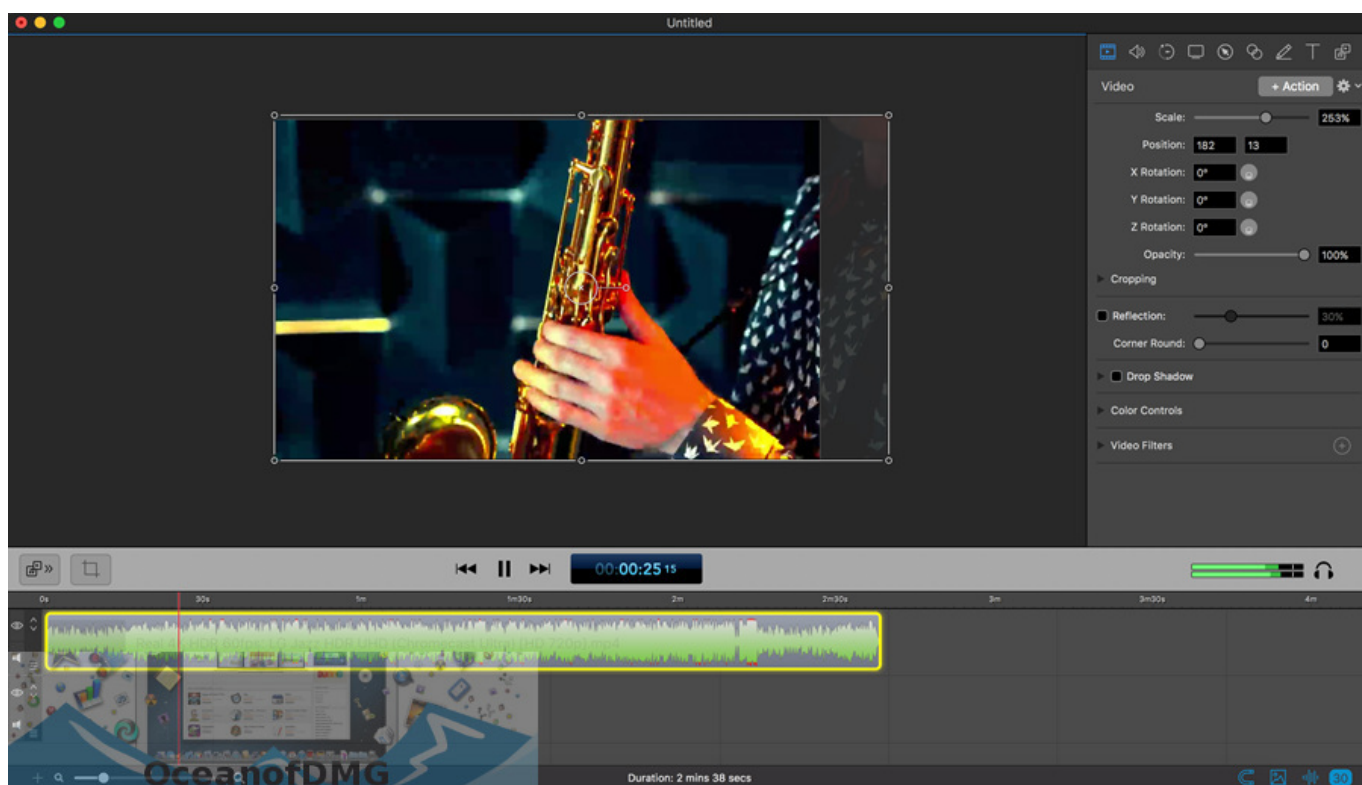 Untitled
Video
+ Action
Scale:
253%
Position:
182
13
X Rotation:
0°
Y Rotation:
0°
Z Rotation:
0°
Opacity:
100%
Cropping
Reflection:
30%
Corner Round:
0
Drop Shadow
Color Controls
Video Filters
00:00:25 15
0s
30s
1m
1m30s
2m
2m30s
3m
3m30s
4m
OceanofDMG
Duration: 2 mins 38 secs
30